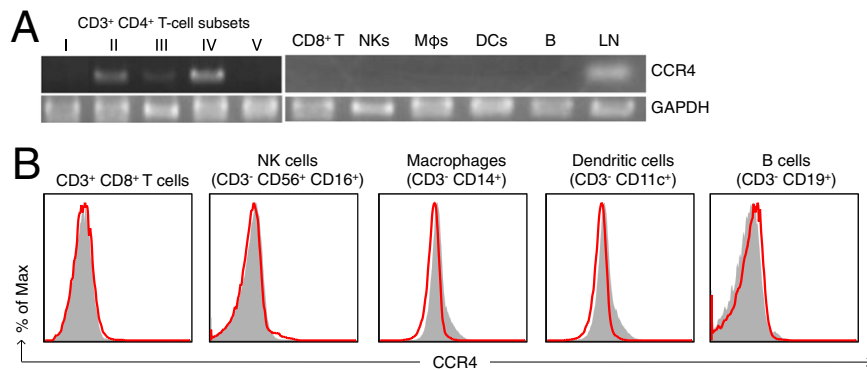 A
CD3⁺ CD4⁺ T-cell subsets
I II III IV V
CD8⁺ T NKs Mϕs DCs B LN
CCR4
GAPDH
B
CD3⁺ CD8⁺ T cells
NK cells
(CD3⁻ CD56⁺ CD16⁺)
Macrophages
(CD3⁻ CD14⁺)
Dendritic cells
(CD3⁻ CD11c⁺)
B cells
(CD3⁻ CD19⁺)
% of Max
CCR4